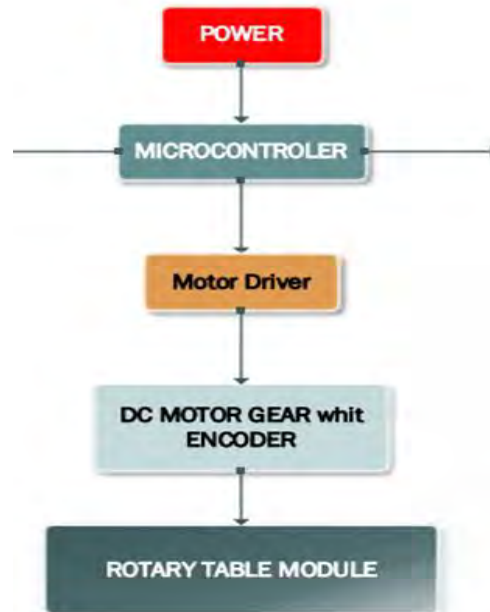 POWER
MICROCONTROLER
Motor Driver
DC MOTOR GEAR whit
ENCODER
ROTARY TABLE MODULE